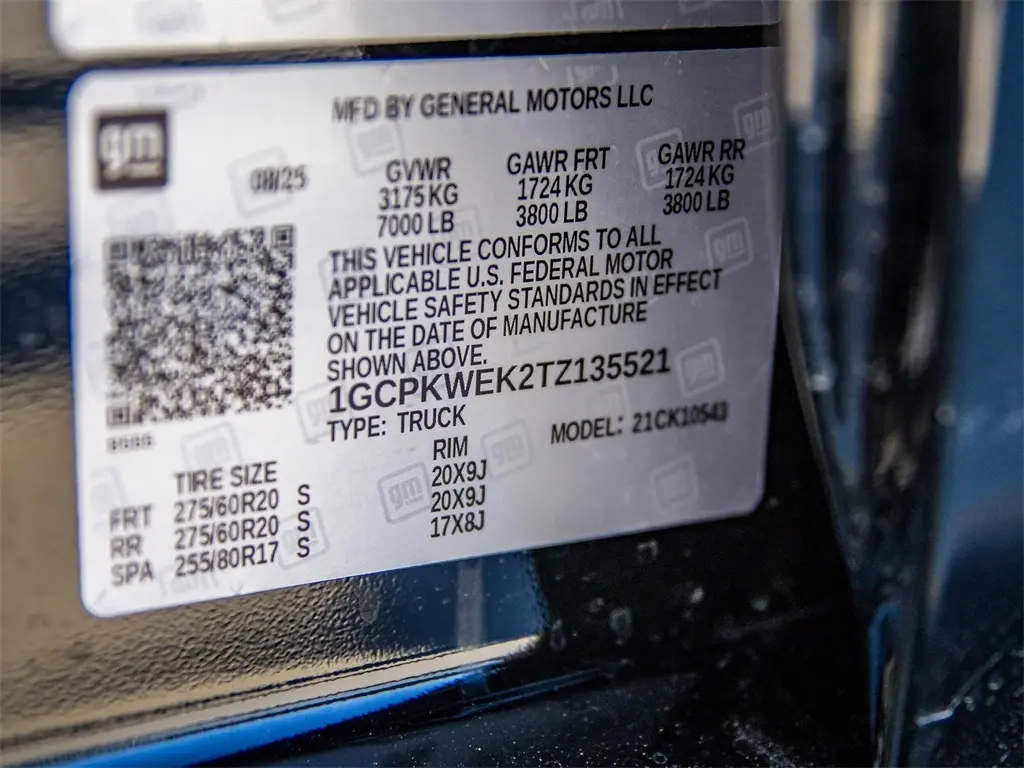 gm
MFD BY GENERAL MOTORS LLC
08/25
GVWR GAWR FRT GAWR RR
3175 KG 1724 KG 1724 KG
7000 LB 3800 LB 3800 LB
THIS VEHICLE CONFORMS TO ALL
APPLICABLE U.S. FEDERAL MOTOR
VEHICLE SAFETY STANDARDS IN EFFECT
ON THE DATE OF MANUFACTURE
SHOWN ABOVE.
1GCPKWEK2TZ135521
TYPE: TRUCK MODEL: 21CK10543
TIRE SIZE RIM
FRT 275/60R20 S 20X9J
RR 275/60R20 S 20X9J
SPA 255/80R17 S 17X8J